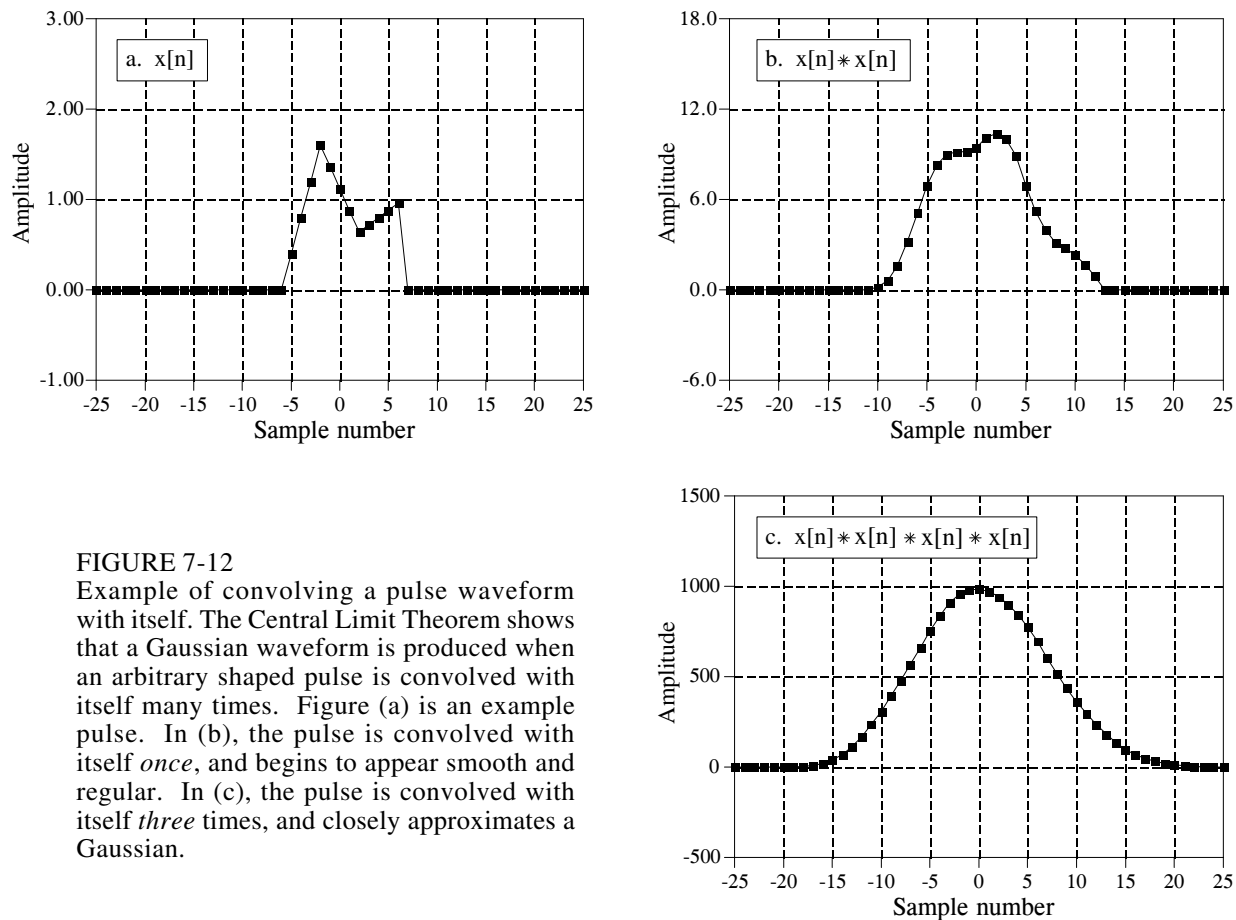 3.00
2.00
1.00
0.00
-1.00
Amplitude
a. x[n]
-25 -20 -15 -10 -5 0 5 10 15 20 25
Sample number
18.0
12.0
6.0
0.0
-6.0
Amplitude
b. x[n]∗x[n]
-25 -20 -15 -10 -5 0 5 10 15 20 25
Sample number
FIGURE 7-12
Example of convolving a pulse waveform
with itself. The Central Limit Theorem shows
that a Gaussian waveform is produced when
an arbitrary shaped pulse is convolved with
itself many times. Figure (a) is an example
pulse. In (b), the pulse is convolved with
itself once, and begins to appear smooth and
regular. In (c), the pulse is convolved with
itself three times, and closely approximates a
Gaussian.
1500
1000
500
0
-500
Amplitude
c. x[n]∗x[n] ∗ x[n] ∗ x[n]
-25 -20 -15 -10 -5 0 5 10 15 20 25
Sample number